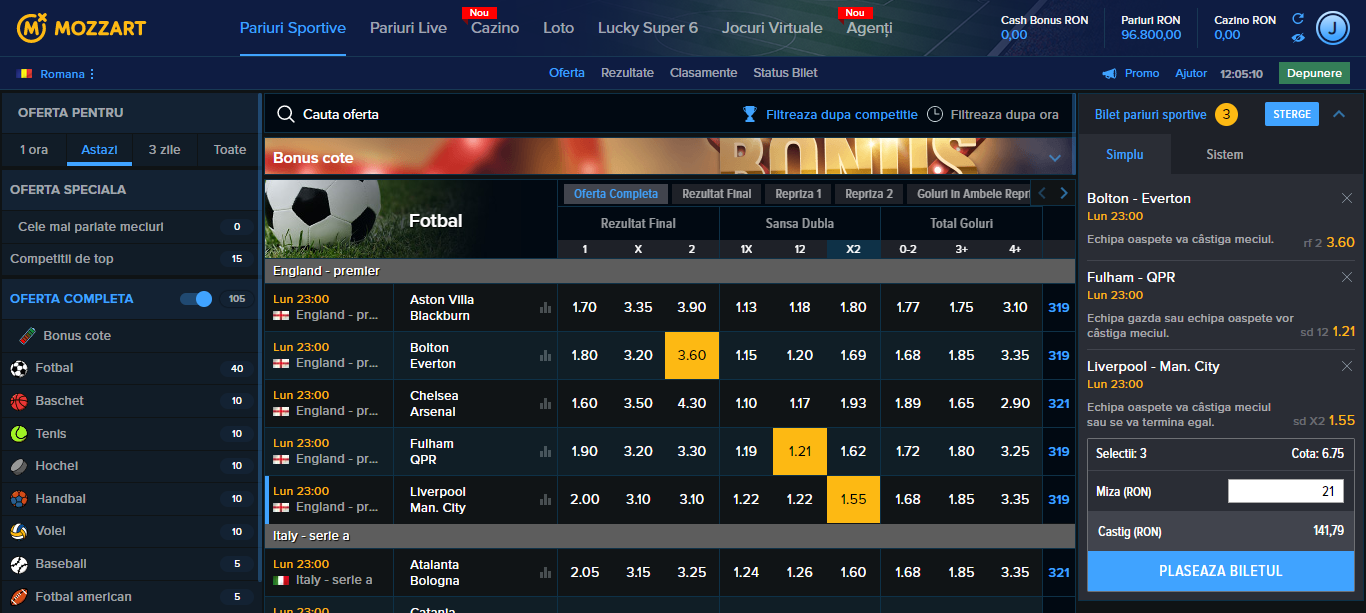 MOZZART
Pariuri Sportive
Pariuri Live
Nou
Cazino
Loto
Lucky Super 6
Jocuri Virtuale
Nou
Agenți
Cash Bonus RON
0,00
Pariuri RON
96.800,00
Cazino RON
0,00
J
Romana
Oferta
Rezultate
Clasamente
Status Bilet
Promo
Ajutor
12:05:10
Depunere
OFERTA PENTRU
1 ora
Astazi
3 zile
Toate
OFERTA SPECIALA
Cele mai pariate meciuri 0
Competitii de top 15
OFERTA COMPLETA 105
Bonus cote
Fotbal 40
Baschet 10
Tenis 10
Hochei 10
Handbal 10
Volei 10
Baseball 5
Fotbal american 5
Cauta oferta
Filtreaza dupa competitie
Filtreaza dupa ora
Bonus cote
BONUS
Fotbal
Oferta Completa
Rezultat Final
Repriza 1
Repriza 2
Goluri in Ambele Repri
Rezultat Final
Sansa Dubla
Total Goluri
1 X 2 1X 12 X2 0-2 3+ 4+
England - premier
Lun 23:00
England - pr...
Aston Villa
Blackburn
1.70 3.35 3.90 1.13 1.18 1.80 1.77 1.75 3.10 319
Lun 23:00
England - pr...
Bolton
Everton
1.80 3.20 3.60 1.15 1.20 1.69 1.68 1.85 3.35 319
Lun 23:00
England - pr...
Chelsea
Arsenal
1.60 3.50 4.30 1.10 1.17 1.93 1.89 1.65 2.90 321
Lun 23:00
England - pr...
Fulham
QPR
1.90 3.20 3.30 1.19 1.21 1.62 1.72 1.80 3.25 319
Lun 23:00
England - pr...
Liverpool
Man. City
2.00 3.10 3.10 1.22 1.22 1.55 1.68 1.85 3.35 319
Italy - serie a
Lun 23:00
Italy - serie a
Atalanta
Bologna
2.05 3.15 3.25 1.24 1.26 1.60 1.68 1.85 3.35 321
Lun 23:00
Catania
Bilet pariuri sportive 3
STERGE
Simplu
Sistem
Bolton - Everton
Lun 23:00
Echipa oaspete va câstiga meciul. rf 2 3.60
Fulham - QPR
Lun 23:00
Echipa gazda sau echipa oaspete vor
câstiga meciul. sd 12 1.21
Liverpool - Man. City
Lun 23:00
Echipa oaspete va câstiga meciul
sau se va termina egal. sd X2 1.55
Selectii: 3 Cota: 6.75
Miza (RON) 21
Castig (RON) 141,79
PLASEAZA BILETUL